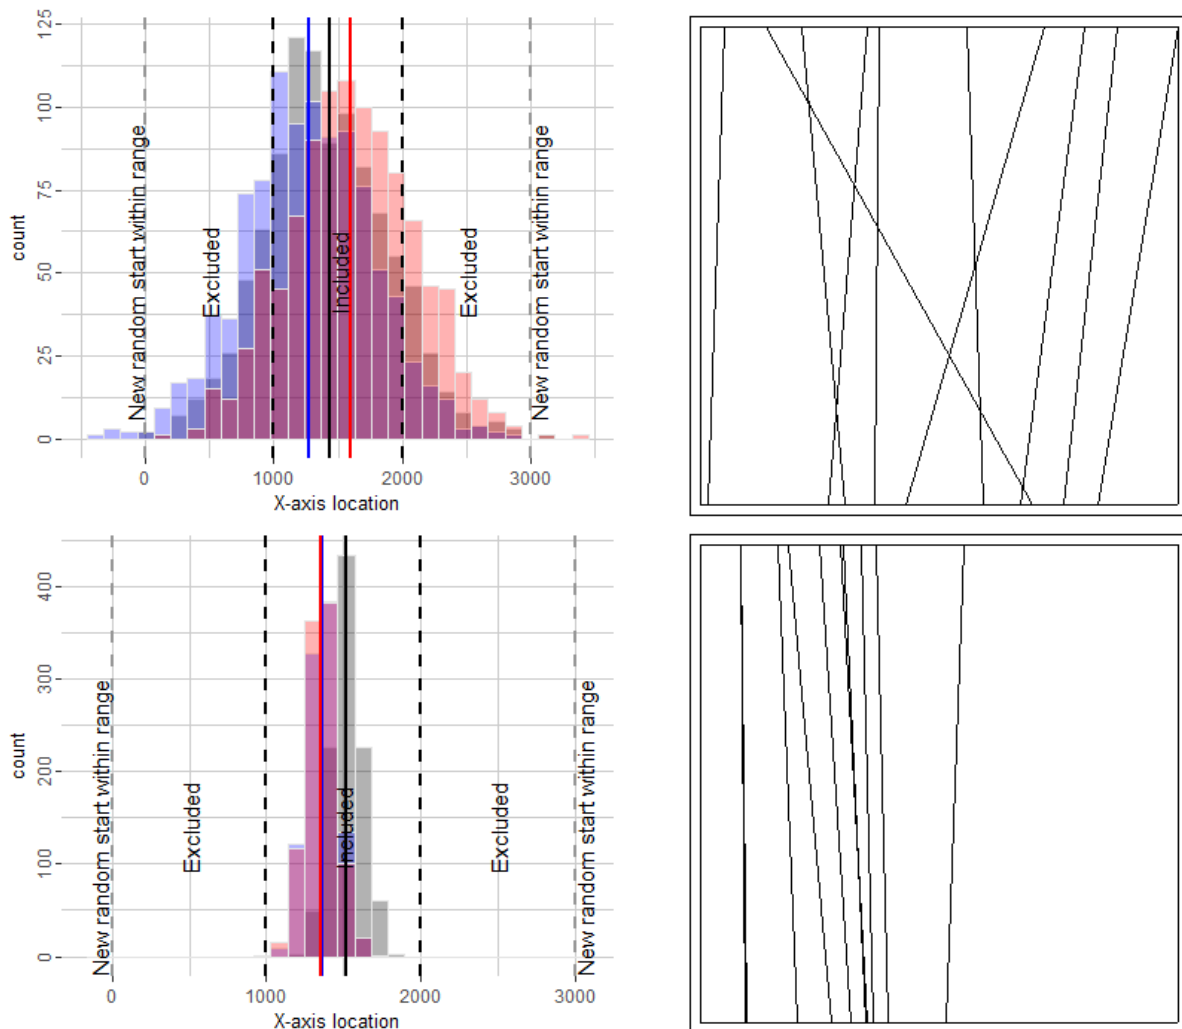 125
100
75
50
25
0
count
New random start within range
Excluded
Included
Excluded
New random start within range
0
1000
2000
3000
X-axis location
400
300
200
100
0
count
New random start within range
Excluded
Included
Excluded
New random start within range
0
1000
2000
3000
X-axis location